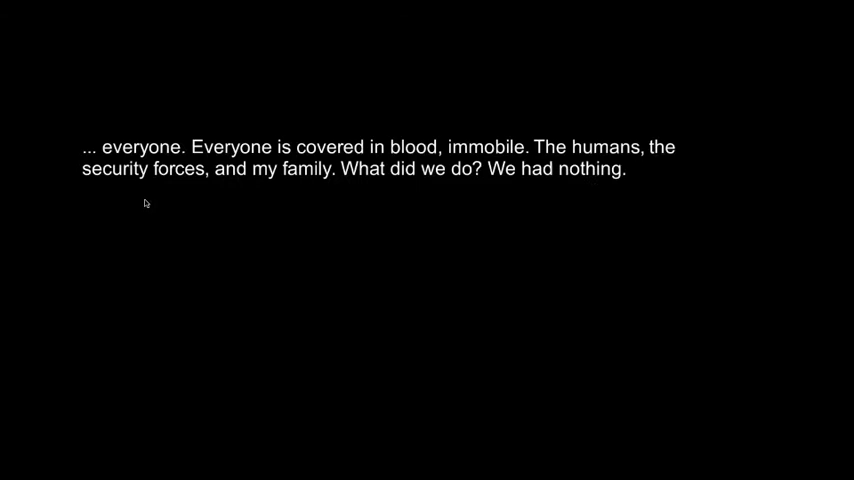 ... everyone. Everyone is covered in blood, immobile. The humans, the
security forces, and my family. What did we do? We had nothing.